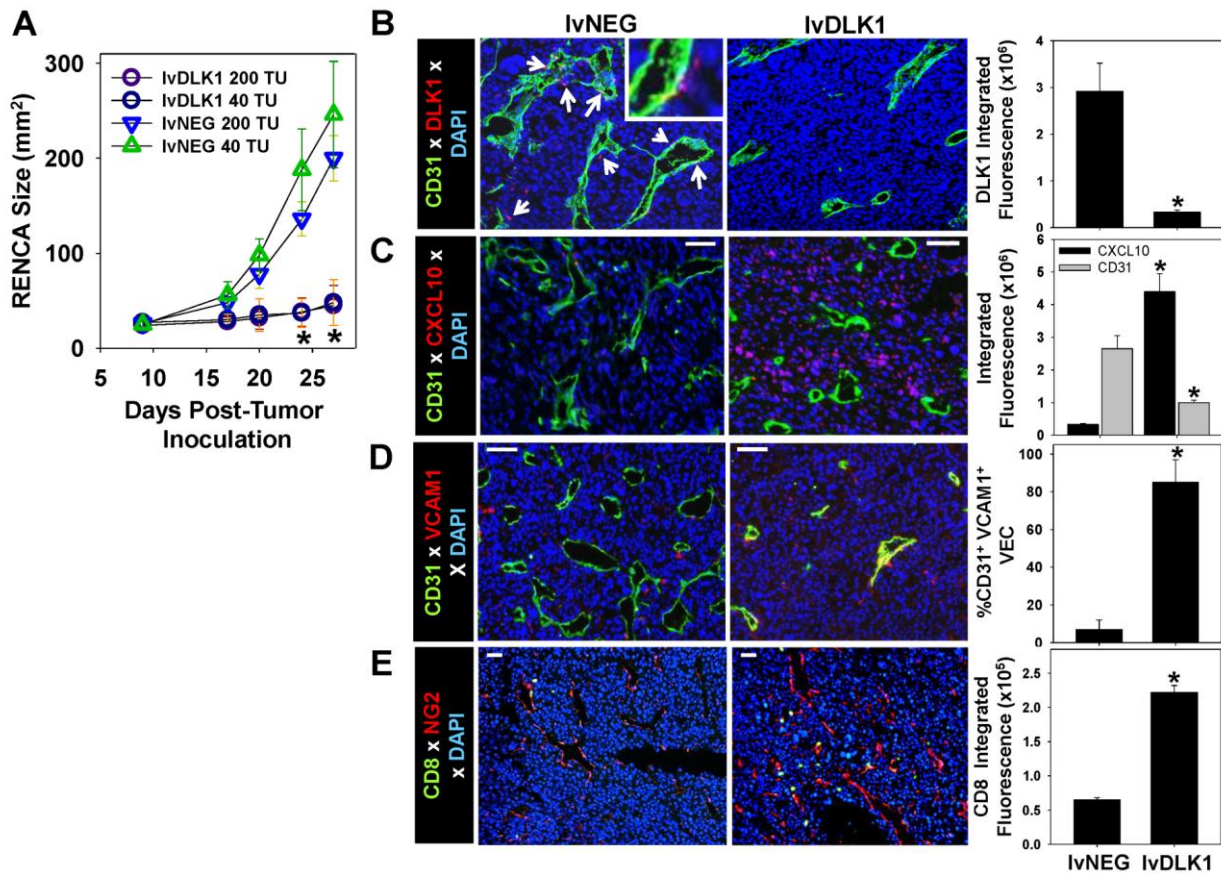 A
RENCA Size (mm²)
300
200
100
0
lvDLK1 200 TU
lvDLK1 40 TU
lvNEG 200 TU
lvNEG 40 TU
* *
5 10 15 20 25
Days Post-Tumor
Inoculation
lvNEG
lvDLK1
B
CD31 x DLK1 x
DAPI
DLK1 Integrated
Fluorescence (x10⁶)
4
3
2
1
0
*
C
CD31 x CXCL10 x
DAPI
Integrated
Fluorescence (x10⁶)
6
5
4
3
2
1
0
CXCL10
CD31
*
*
D
CD31 x VCAM1
X DAPI
%CD31⁺ VCAM1⁺
VEC
100
80
60
40
20
0
*
E
CD8 x NG2
x DAPI
CD8 Integrated
Fluorescence (x10⁵)
2.5
2.0
1.5
1.0
0.5
0
*
lvNEG lvDLK1